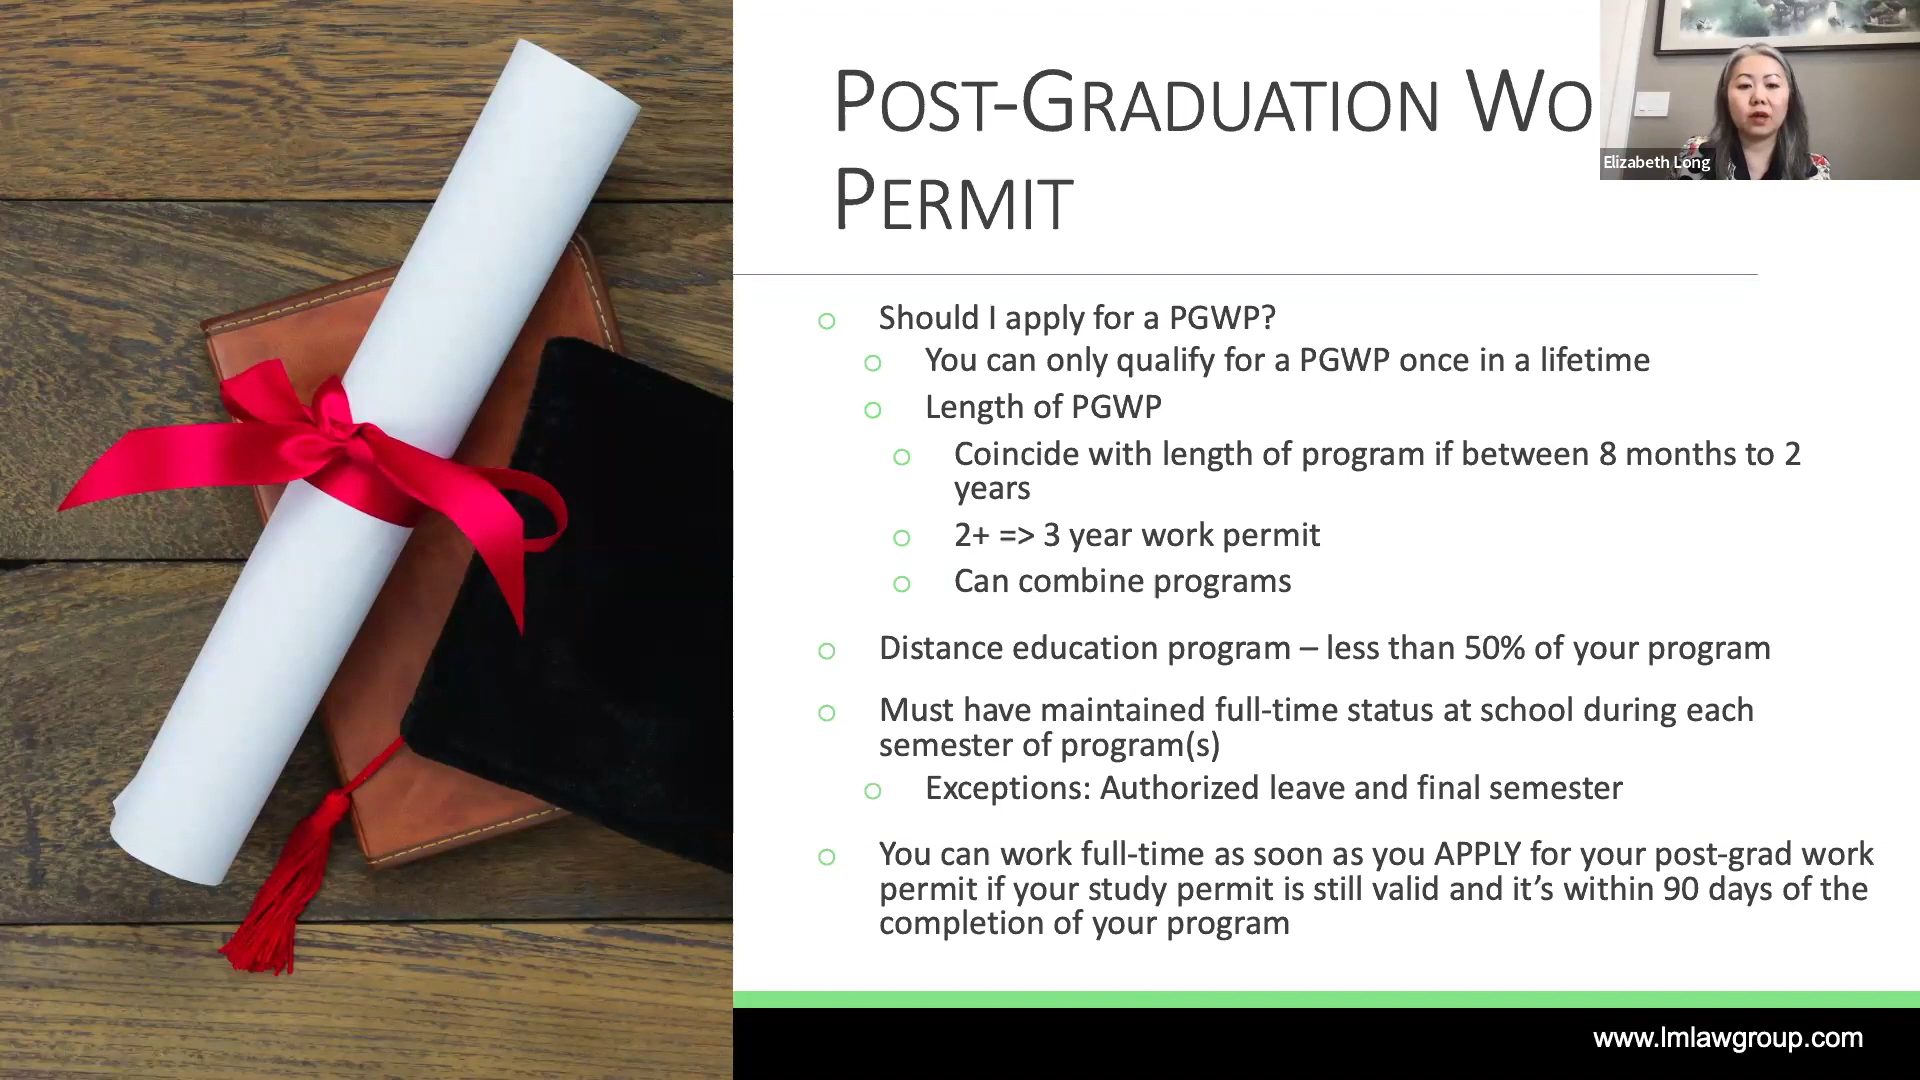 POST-GRADUATION WO
PERMIT
Elizabeth Long
Should I apply for a PGWP?
You can only qualify for a PGWP once in a lifetime
Length of PGWP
Coincide with length of program if between 8 months to 2
years
2+ => 3 year work permit
Can combine programs
Distance education program – less than 50% of your program
Must have maintained full-time status at school during each
semester of program(s)
Exceptions: Authorized leave and final semester
You can work full-time as soon as you APPLY for your post-grad work
permit if your study permit is still valid and it’s within 90 days of the
completion of your program
www.lmlawgroup.com